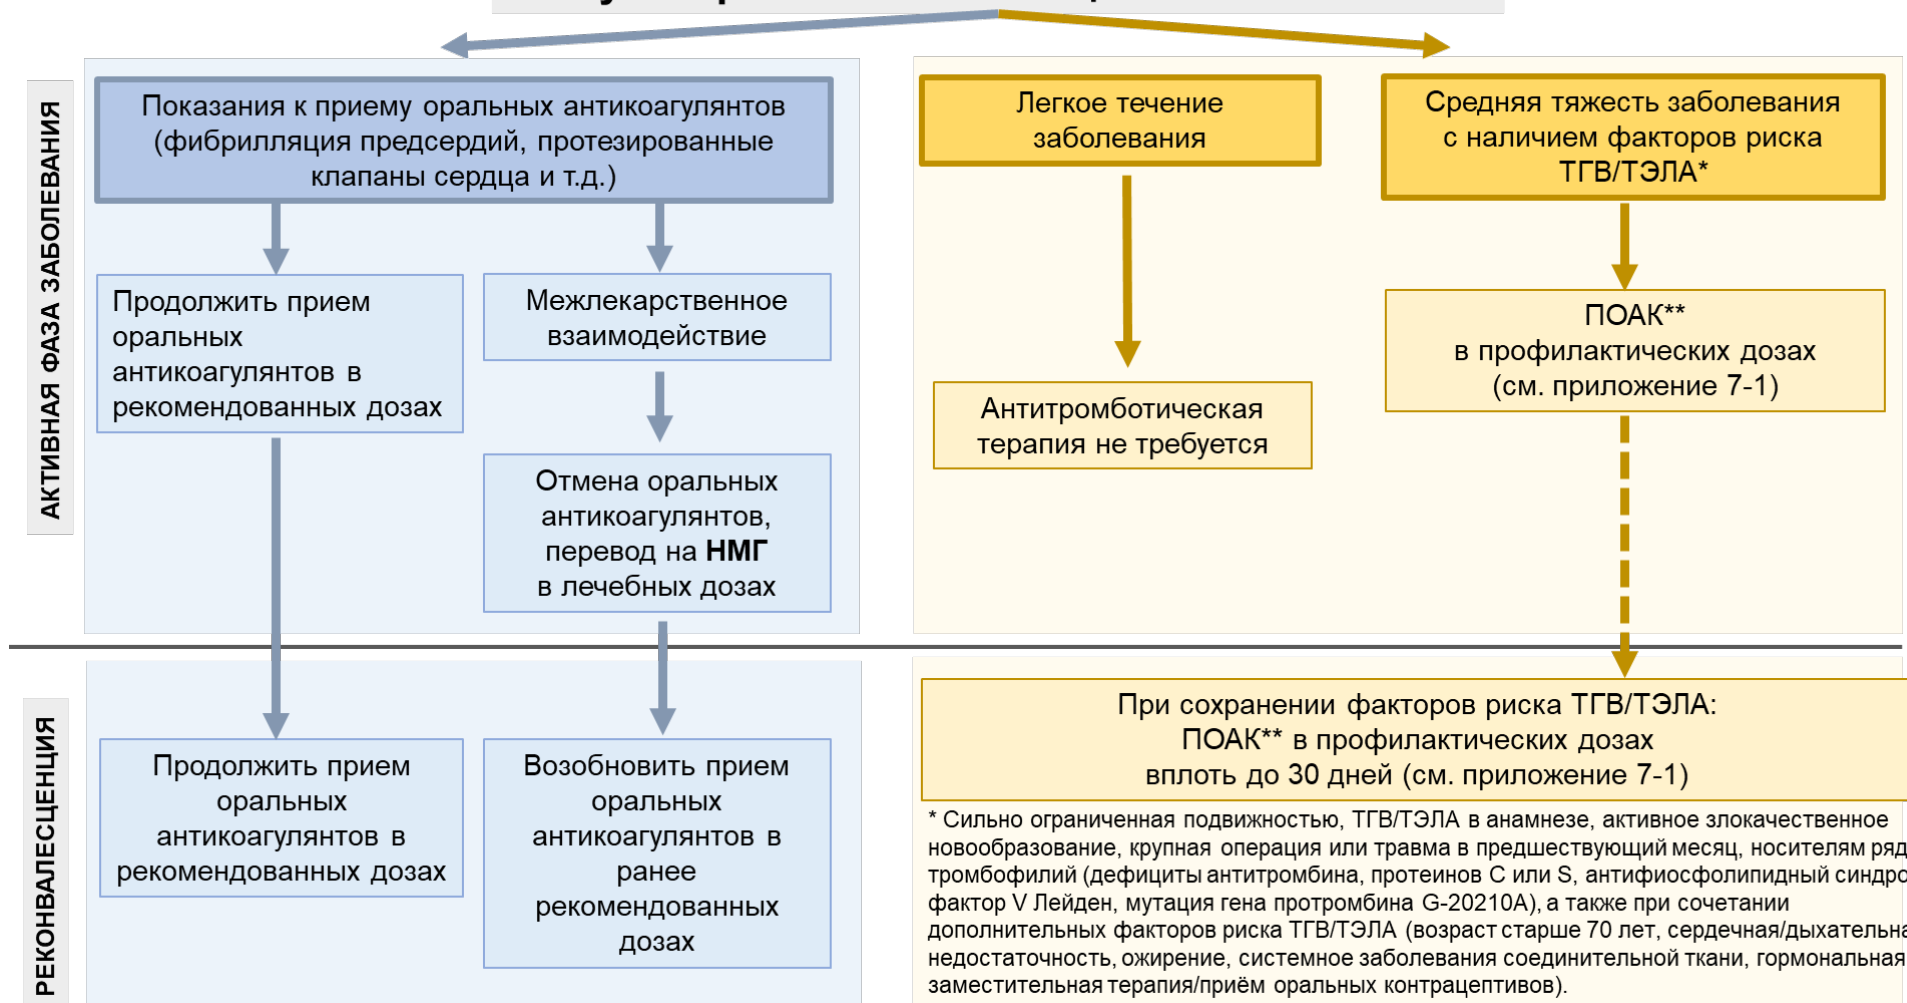 АКТИВНАЯ ФАЗА ЗАБОЛЕВАНИЯ
Показания к приему оральных антикоагулянтов
(фибрилляция предсердий, протезированные
клапаны сердца и т.д.)
Продолжить прием
оральных
антикоагулянтов в
рекомендованных дозах
Межлекарственное
взаимодействие
Отмена оральных
антикоагулянтов,
перевод на НМГ
в лечебных дозах
Легкое течение
заболевания
Антитромботическая
терапия не требуется
Средняя тяжесть заболевания
с наличием факторов риска
ТГВ/ТЭЛА*
ПОАК**
в профилактических дозах
(см. приложение 7-1)
РЕКОНВАЛЕСЦЕНЦИЯ
Продолжить прием
оральных
антикоагулянтов в
рекомендованных дозах
Возобновить прием
оральных
антикоагулянтов в
ранее
рекомендованных
дозах
При сохранении факторов риска ТГВ/ТЭЛА:
ПОАК** в профилактических дозах
вплоть до 30 дней (см. приложение 7-1)
* Сильно ограниченная подвижностью, ТГВ/ТЭЛА в анамнезе, активное злокачественное
новообразование, крупная операция или травма в предшествующий месяц, носителям ряд
тромбофилий (дефициты антитромбина, протеинов С или S, антифиосфолипидный синдро
фактор V Лейден, мутация гена протромбина G-20210A), а также при сочетании
дополнительных факторов риска ТГВ/ТЭЛА (возраст старше 70 лет, сердечная/дыхательна
недостаточность, ожирение, системное заболевания соединительной ткани, гормональная
заместительная терапия/приём оральных контрацептивов).